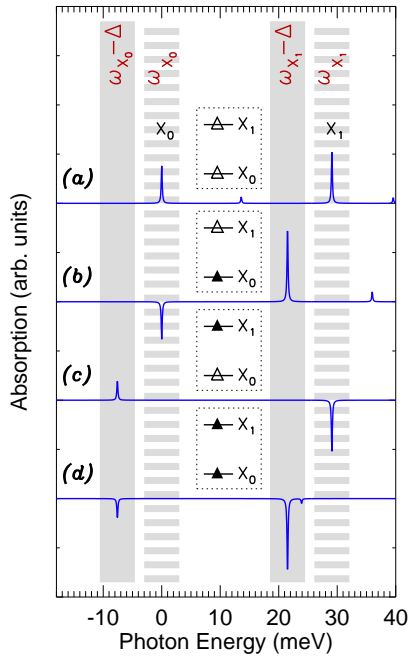 ω_{X_0}−Δ
ω_{X_0}
ω_{X_1}−Δ
ω_{X_1}
X_0
X_1
X_1
X_0
(a)
X_1
X_0
(b)
X_1
X_0
(c)
X_1
X_0
(d)
Absorption (arb. units)
-10 0 10 20 30 40
Photon Energy (meV)